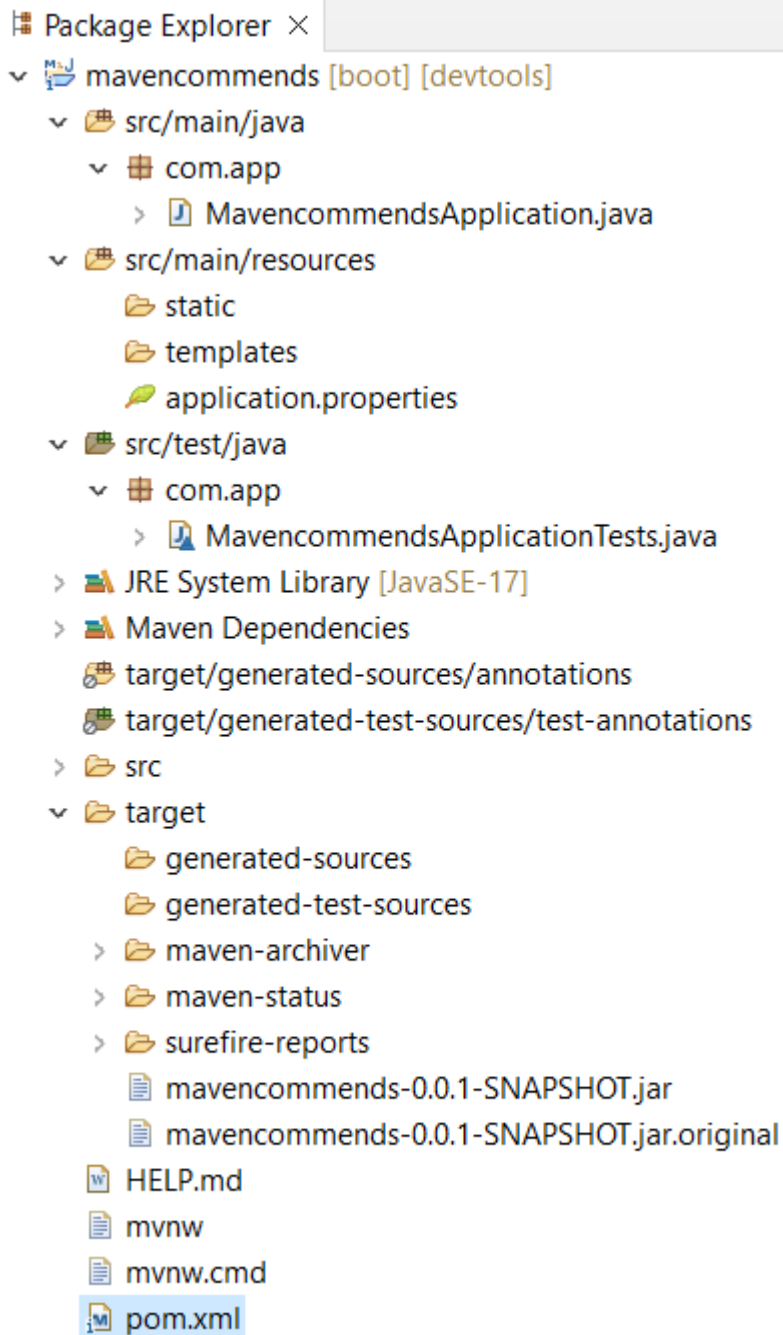 Package Explorer
mavencommends [boot] [devtools]
src/main/java
com.app
MavencommendsApplication.java
src/main/resources
static
templates
application.properties
src/test/java
com.app
MavencommendsApplicationTests.java
JRE System Library [JavaSE-17]
Maven Dependencies
target/generated-sources/annotations
target/generated-test-sources/test-annotations
src
target
generated-sources
generated-test-sources
maven-archiver
maven-status
surefire-reports
mavencommends-0.0.1-SNAPSHOT.jar
mavencommends-0.0.1-SNAPSHOT.jar.original
HELP.md
mvnw
mvnw.cmd
pom.xml